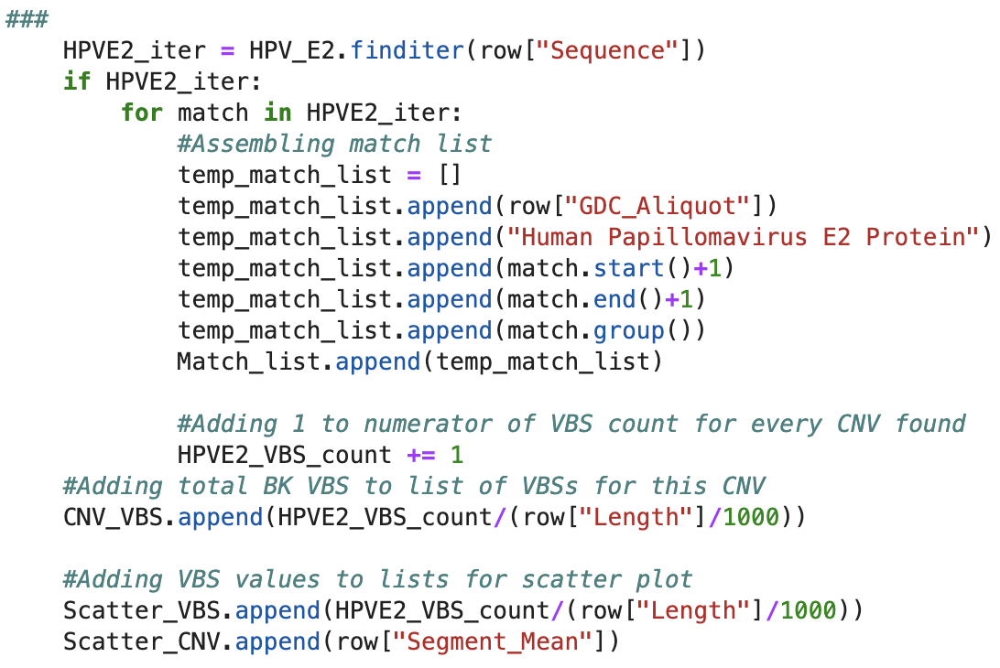 ###
    HPVE2_iter = HPV_E2.finditer(row["Sequence"])
    if HPVE2_iter:
        for match in HPVE2_iter:
            #Assembling match list
            temp_match_list = []
            temp_match_list.append(row["GDC_Aliquot"])
            temp_match_list.append("Human Papillomavirus E2 Protein")
            temp_match_list.append(match.start()+1)
            temp_match_list.append(match.end()+1)
            temp_match_list.append(match.group())
            Match_list.append(temp_match_list)

            #Adding 1 to numerator of VBS count for every CNV found
            HPVE2_VBS_count += 1
    #Adding total BK VBS to list of VBSs for this CNV
    CNV_VBS.append(HPVE2_VBS_count/(row["Length"]/1000))

    #Adding VBS values to lists for scatter plot
    Scatter_VBS.append(HPVE2_VBS_count/(row["Length"]/1000))
    Scatter_CNV.append(row["Segment_Mean"])